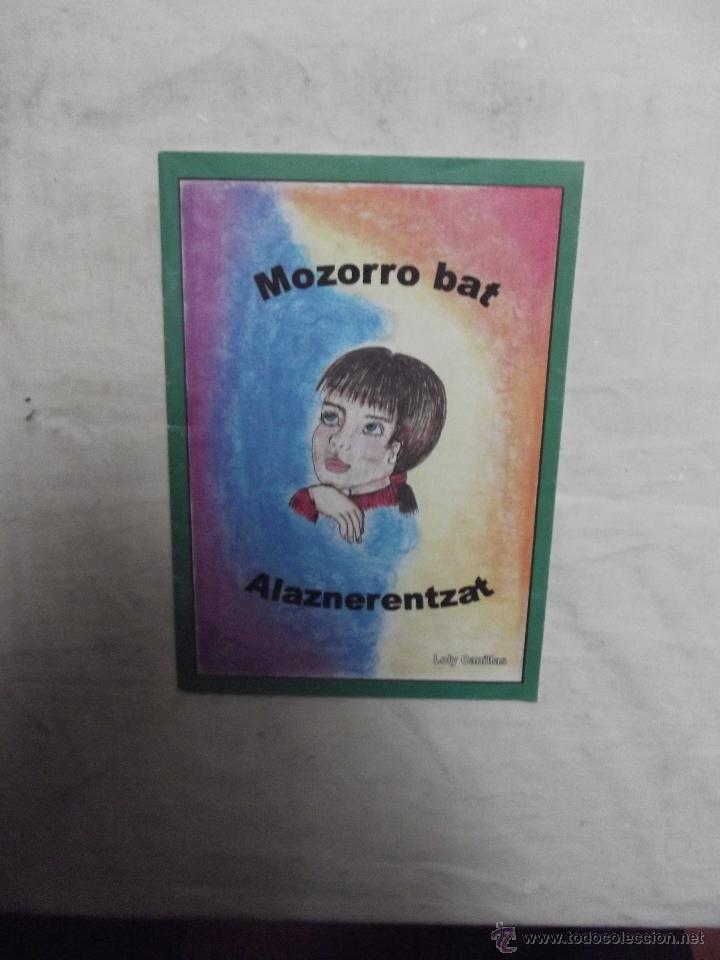 Mozorro bat
Alaznerentzat
Loly Canillas
www.todocoleccion.net